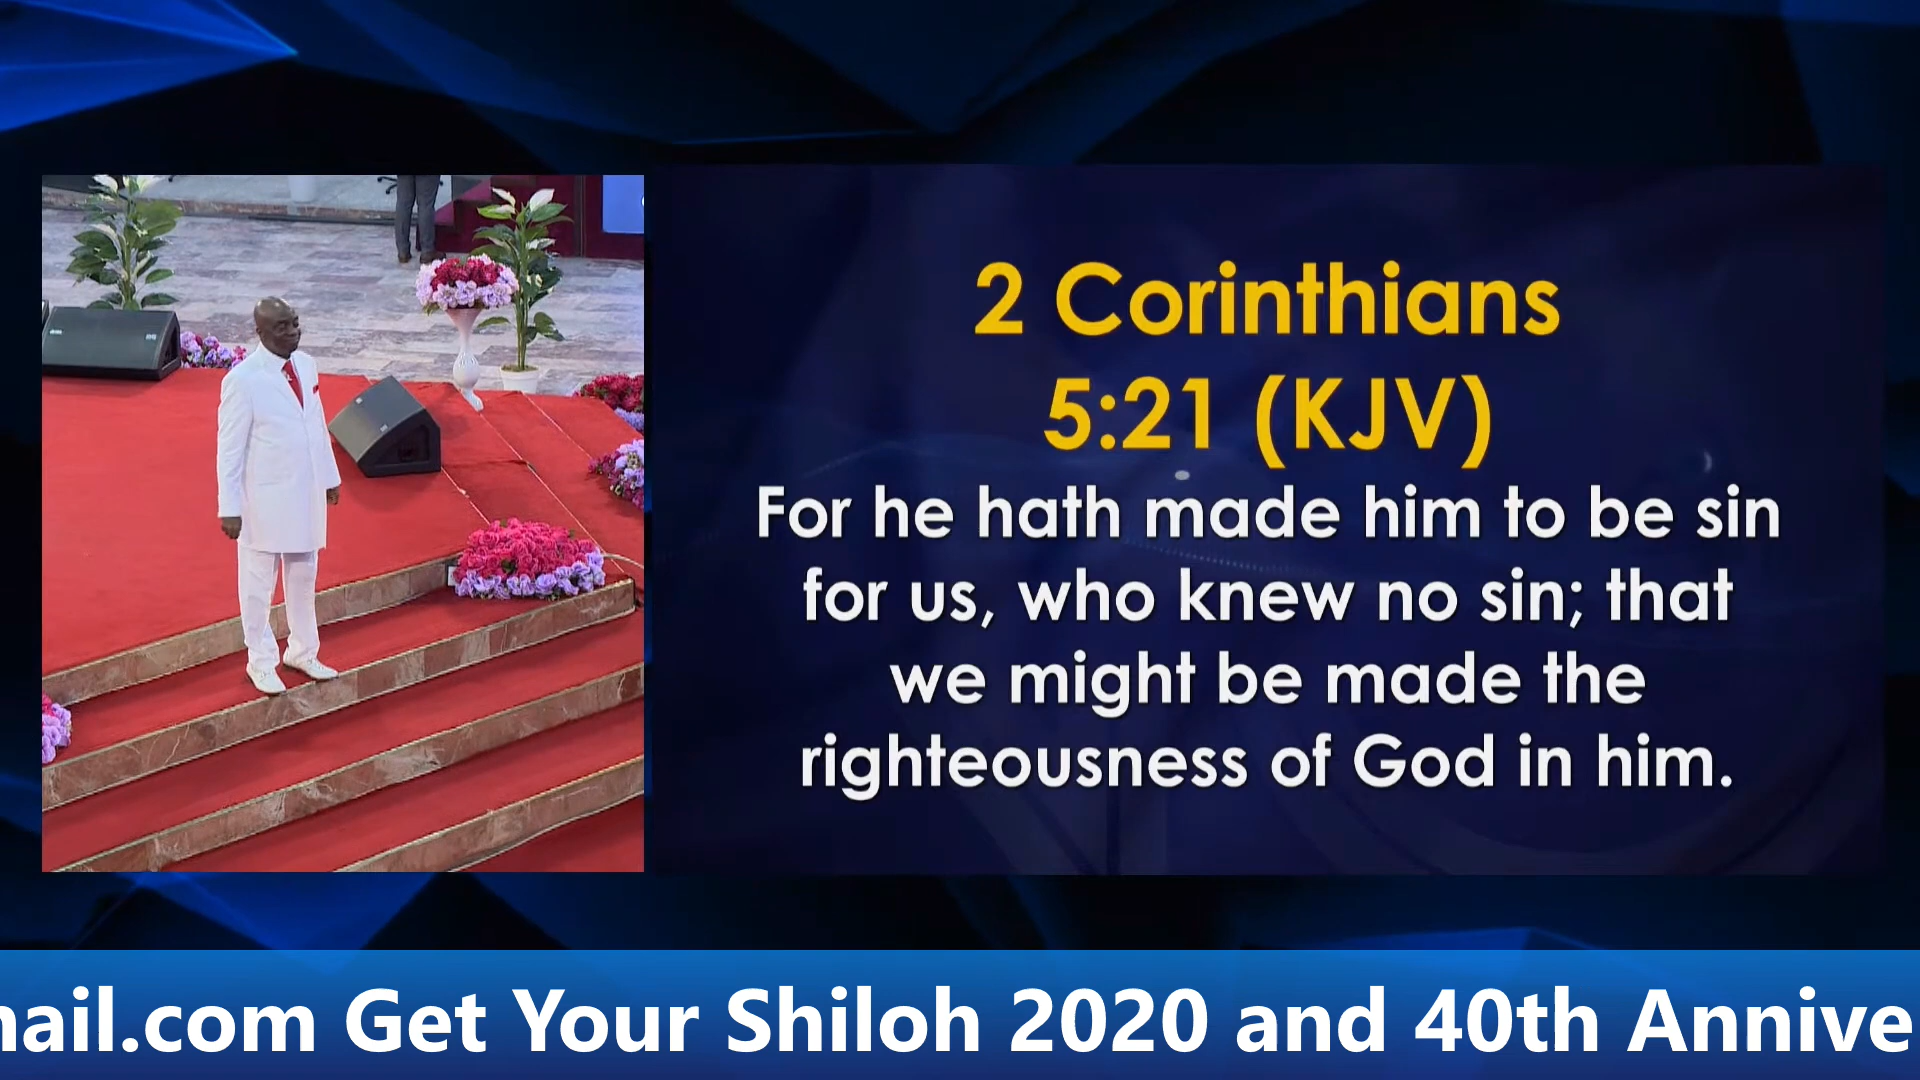 2 Corinthians
5:21 (KJV)
For he hath made him to be sin
for us, who knew no sin; that
we might be made the
righteousness of God in him.
ail.com Get Your Shiloh 2020 and 40th Annive